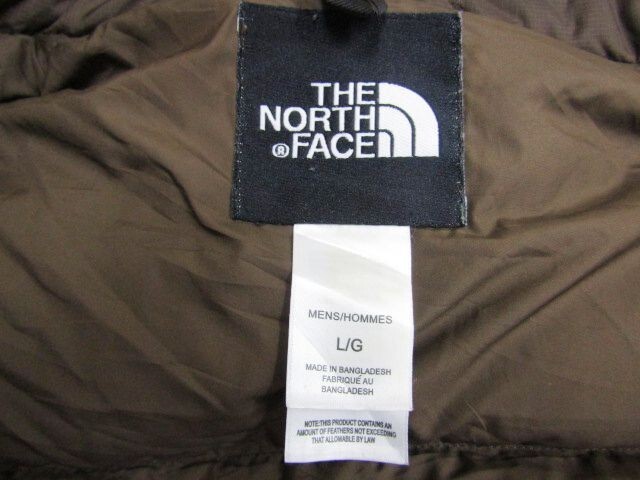 THE
NORTH
®FACE
MENS/HOMMES
L/G
MADE IN BANGLADESH
FABRIQUÉ AU
BANGLADESH
NOTE:THIS PRODUCT CONTAINS AN
AMOUNT OF FEATHERS NOT EXCEEDING
THAT ALLOWABLE BY LAW